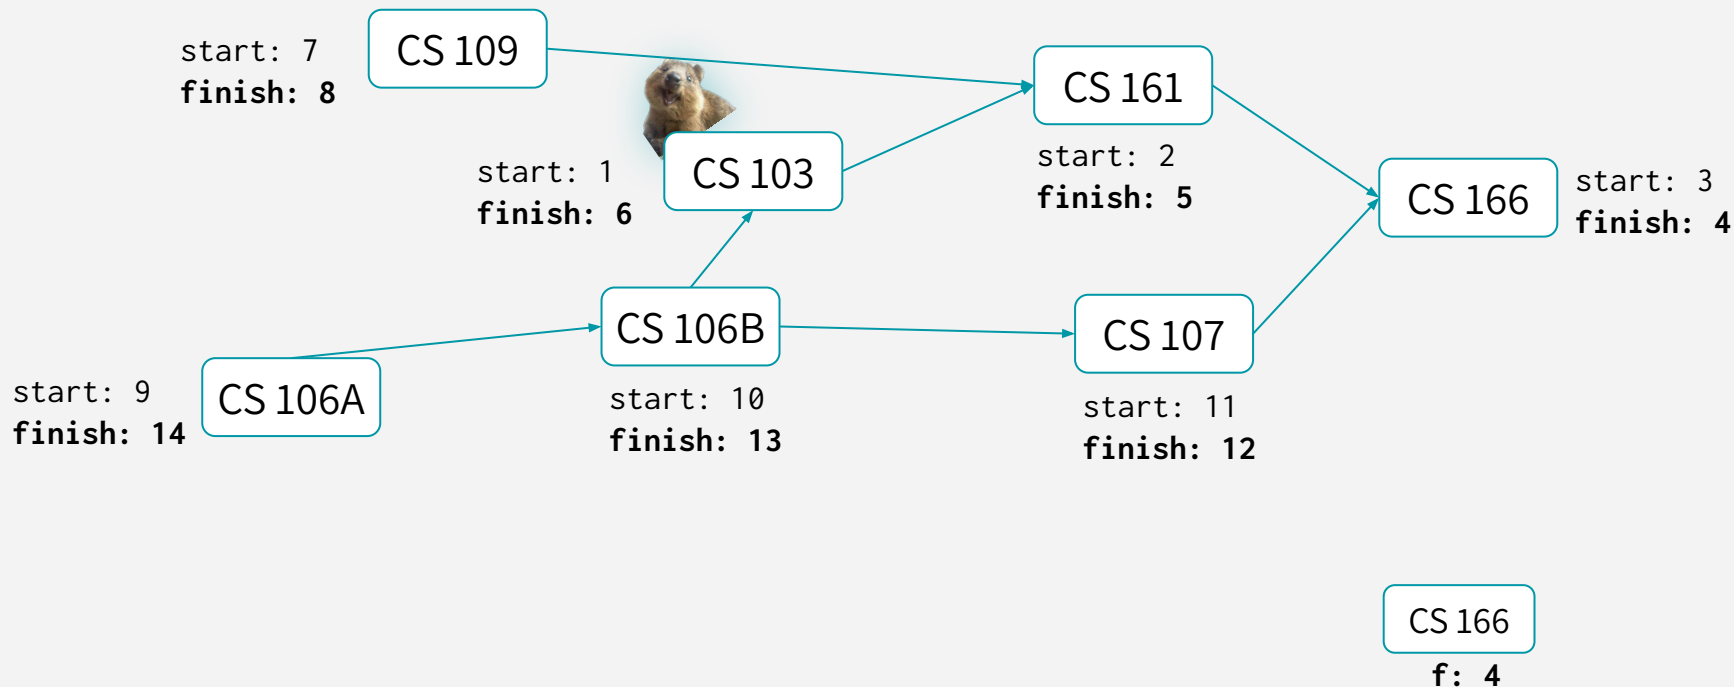 CS 109
start: 7
finish: 8
CS 161
start: 2
finish: 5
CS 103
start: 1
finish: 6
CS 166
start: 3
finish: 4
CS 106B
start: 10
finish: 13
CS 107
start: 11
finish: 12
CS 106A
start: 9
finish: 14
CS 166
f: 4